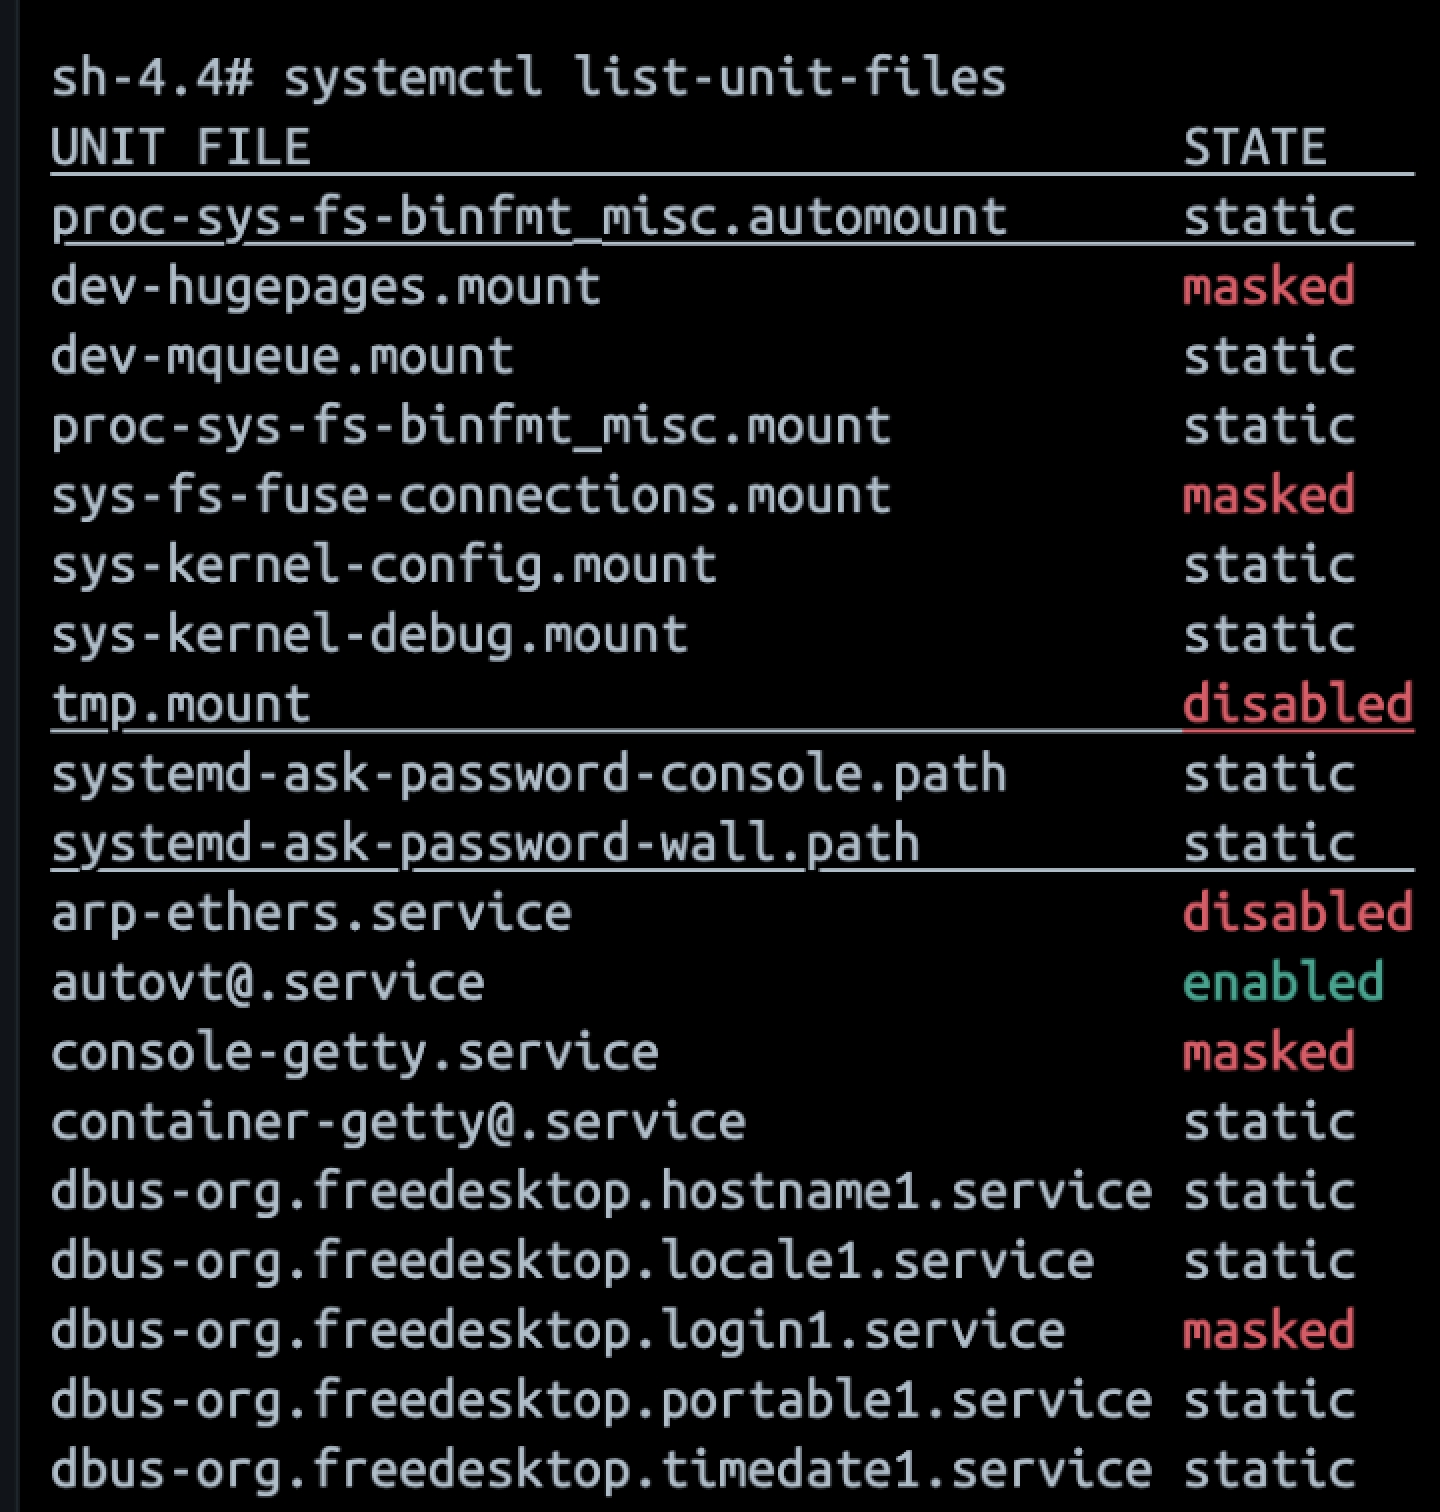 sh-4.4# systemctl list-unit-files
UNIT FILE STATE
proc-sys-fs-binfmt_misc.automount static
dev-hugepages.mount masked
dev-mqueue.mount static
proc-sys-fs-binfmt_misc.mount static
sys-fs-fuse-connections.mount masked
sys-kernel-config.mount static
sys-kernel-debug.mount static
tmp.mount disabled
systemd-ask-password-console.path static
systemd-ask-password-wall.path static
arp-ethers.service disabled
autovt@.service enabled
console-getty.service masked
container-getty@.service static
dbus-org.freedesktop.hostname1.service static
dbus-org.freedesktop.locale1.service static
dbus-org.freedesktop.login1.service masked
dbus-org.freedesktop.portable1.service static
dbus-org.freedesktop.timedate1.service static